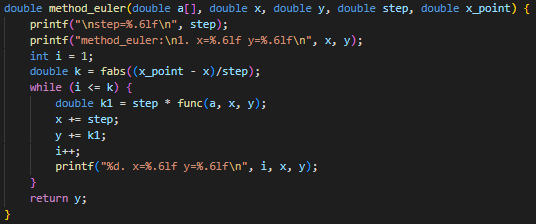 double method_euler(double a[], double x, double y, double step, double x_point) {
    printf("\nstep=%.6lf\n", step);
    printf("method_euler:\n1. x=%.6lf y=%.6lf\n", x, y);
    int i = 1;
    double k = fabs((x_point - x)/step);
    while (i <= k) {
        double k1 = step * func(a, x, y);
        x += step;
        y += k1;
        i++;
        printf("%d. x=%.6lf y=%.6lf\n", i, x, y);
    }
    return y;
}